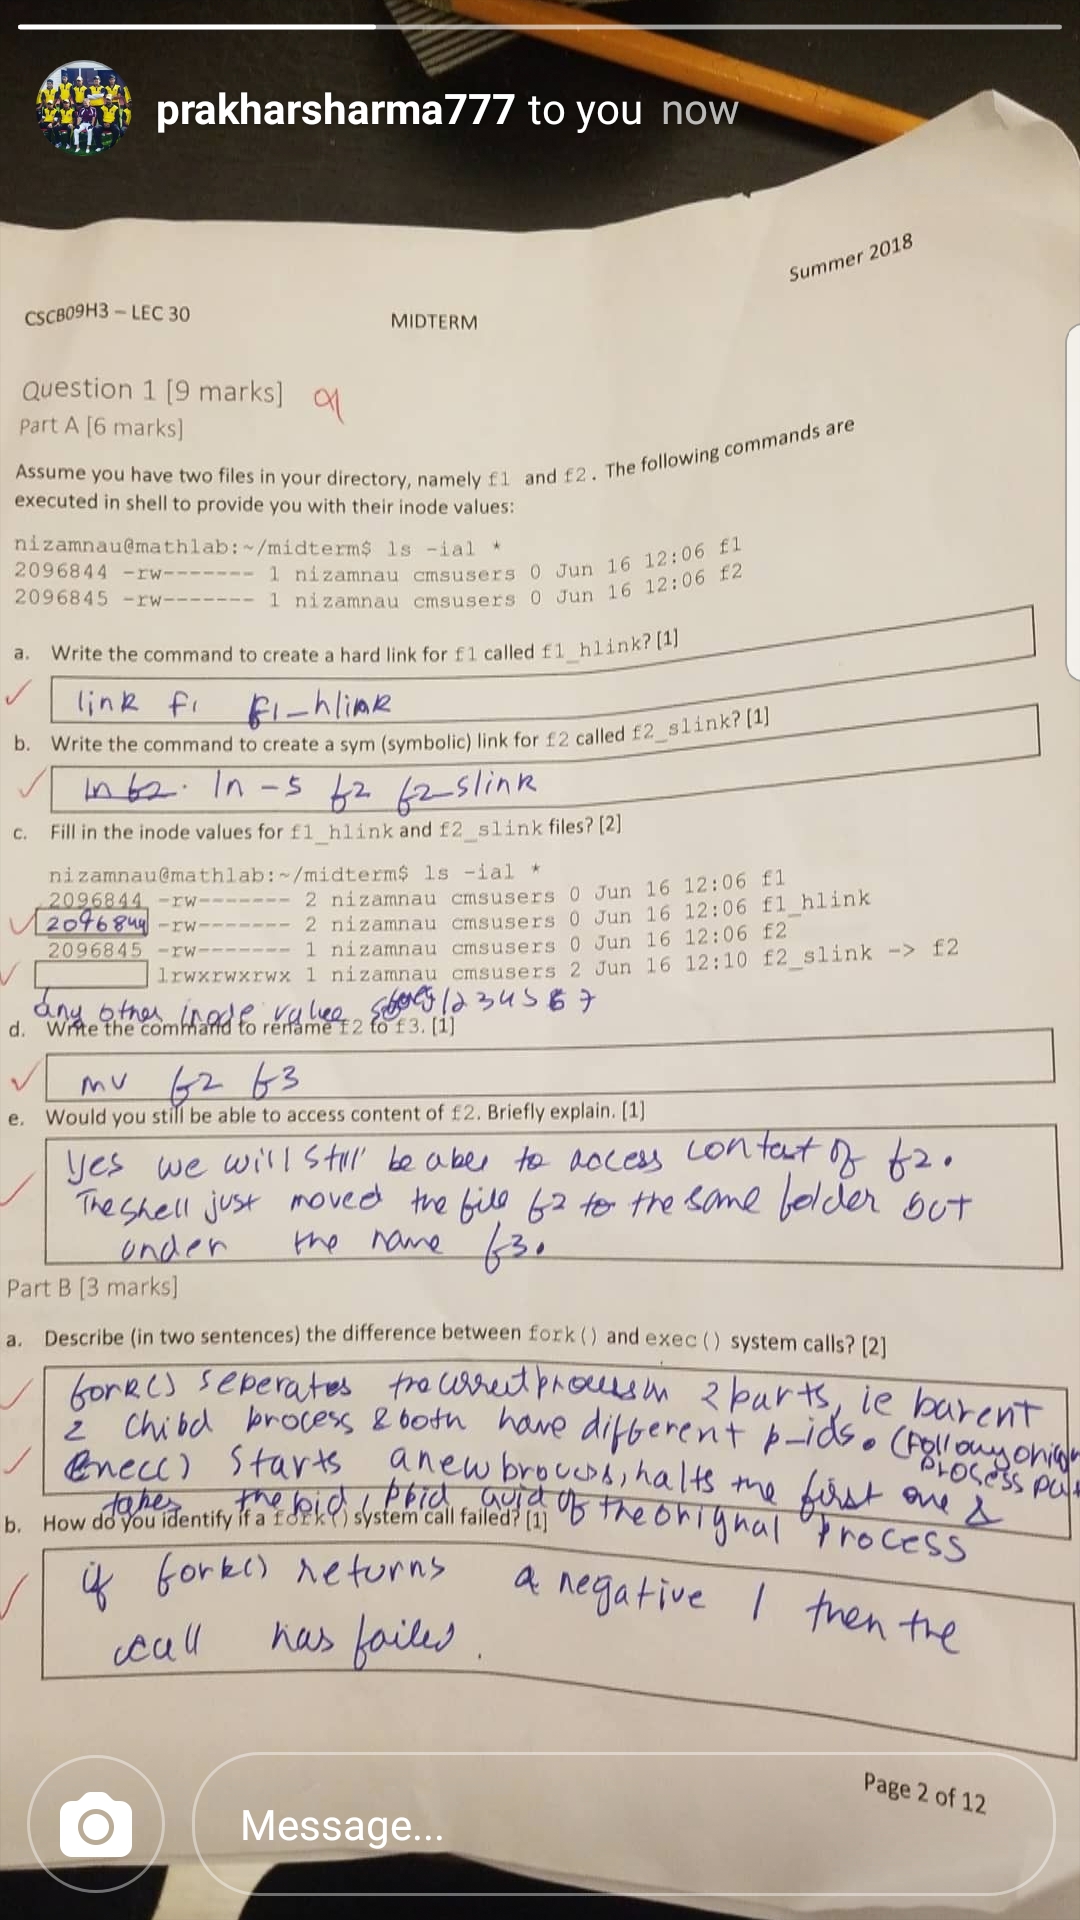 prakharsharma777 to you now
Summer 2018
CSCB09H3 – LEC 30
MIDTERM
Question 1 [9 marks] 9
Part A [6 marks]
Assume you have two files in your directory, namely f1 and f2. The following commands are
executed in shell to provide you with their inode values:
nizamnau@mathlab:~/midterm$ ls -ial *
2096844 -rw------- 1 nizamnau cmsusers 0 Jun 16 12:06 f1
2096845 -rw------- 1 nizamnau cmsusers 0 Jun 16 12:06 f2
a. Write the command to create a hard link for f1 called f1_hlink? [1]
link f1 f1_hlink
b. Write the command to create a sym (symbolic) link for f2 called f2_slink? [1]
ln f2. ln -s f2 f2_slink
c. Fill in the inode values for f1_hlink and f2_slink files? [2]
nizamnau@mathlab:~/midterm$ ls -ial *
2096844 -rw------- 2 nizamnau cmsusers 0 Jun 16 12:06 f1
2096844 -rw------- 2 nizamnau cmsusers 0 Jun 16 12:06 f1_hlink
2096845 -rw------- 1 nizamnau cmsusers 0 Jun 16 12:06 f2
lrwxrwxrwx 1 nizamnau cmsusers 2 Jun 16 12:10 f2_slink -> f2
any other inode value 1234567
d. Write the command to rename f2 to f3. [1]
mv f2 f3
e. Would you still be able to access content of f2. Briefly explain. [1]
Yes we will still be able to access content of f2.
The shell just moved the file f2 to the same folder but
under the name f3.
Part B [3 marks]
a. Describe (in two sentences) the difference between fork() and exec() system calls? [2]
fork() seperates the current process in 2 parts, ie parent
2 child process & both have different p-ids.
exec() starts a new process, halts the first one &
takes the pid, ppid, of the orignal process
b. How do you identify if a fork() system call failed? [1]
if fork() returns a negative 1 then the
call has failed.
Page 2 of 12
Message...